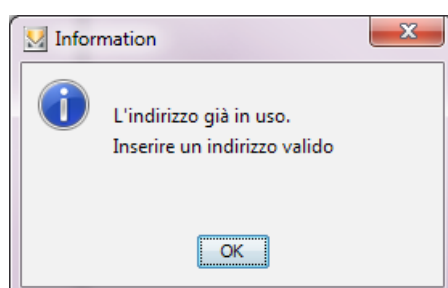 Information
L'indirizzo già in uso.
Inserire un indirizzo valido
OK